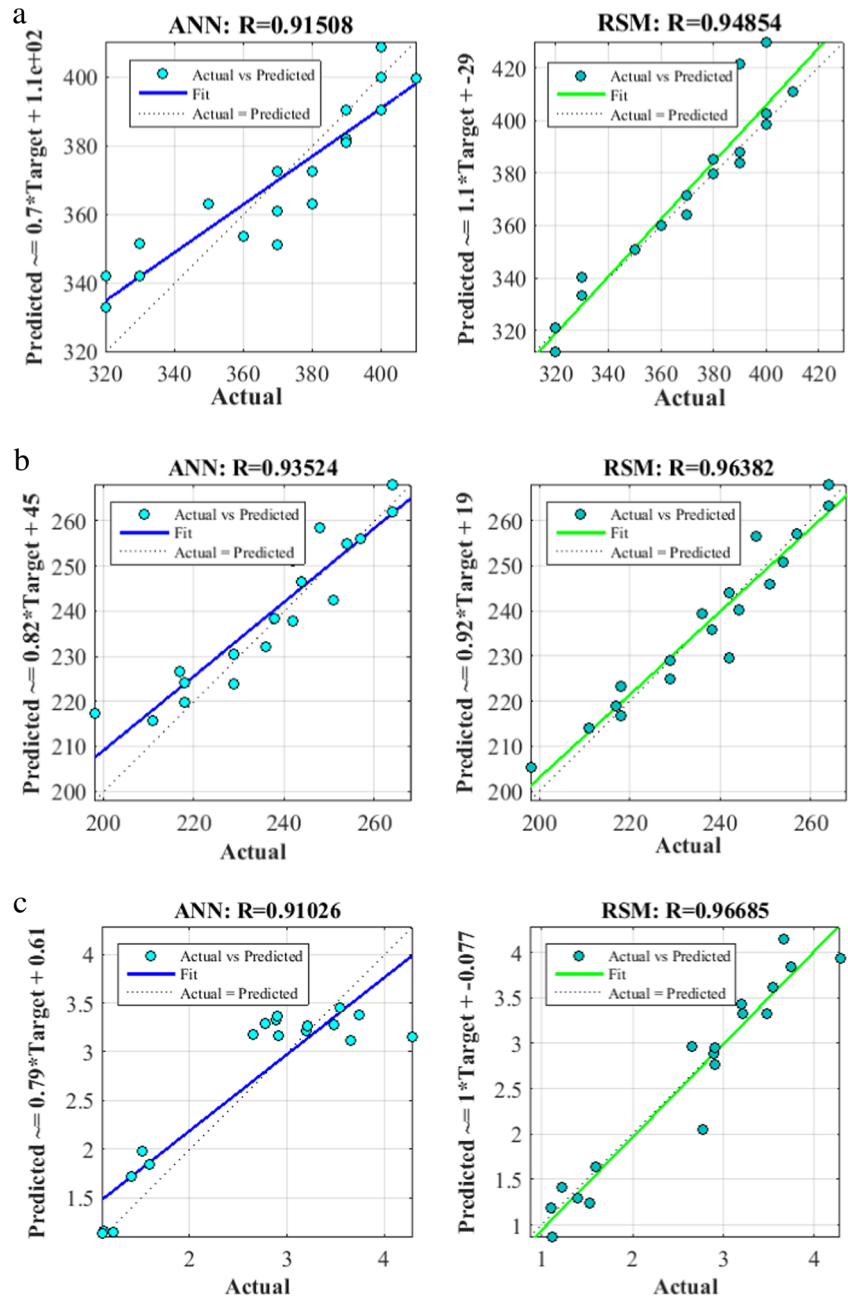 a
ANN: R=0.91508
Predicted ~= 0.7*Target + 1.1e+02
400
380
360
340
320
Actual vs Predicted
Fit
Actual = Predicted
320 340 360 380 400
Actual
RSM: R=0.94854
Predicted ~= 1.1*Target + -29
420
400
380
360
340
320
Actual vs Predicted
Fit
Actual = Predicted
320 340 360 380 400 420
Actual
b
ANN: R=0.93524
Predicted ~= 0.82*Target + 45
260
250
240
230
220
210
200
Actual vs Predicted
Fit
Actual = Predicted
200 220 240 260
Actual
RSM: R=0.96382
Predicted ~= 0.92*Target + 19
260
250
240
230
220
210
200
Actual vs Predicted
Fit
Actual = Predicted
200 220 240 260
Actual
c
ANN: R=0.91026
Predicted ~= 0.79*Target + 0.61
4
3.5
3
2.5
2
1.5
Actual vs Predicted
Fit
Actual = Predicted
2 3 4
Actual
RSM: R=0.96685
Predicted ~= 1*Target + -0.077
4
3.5
3
2.5
2
1.5
1
Actual vs Predicted
Fit
Actual = Predicted
1 2 3 4
Actual